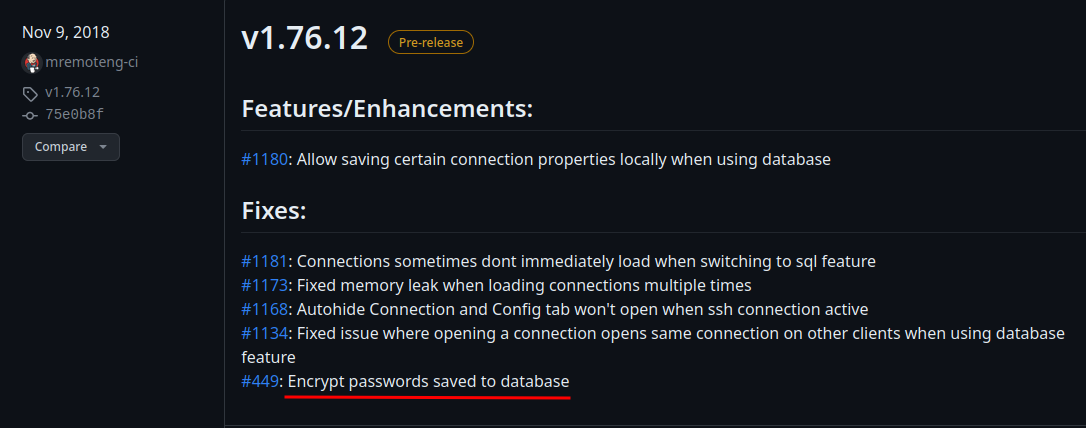 Nov 9, 2018
mremoteng-ci
v1.76.12
75e0b8f
Compare
v1.76.12 Pre-release
Features/Enhancements:
#1180: Allow saving certain connection properties locally when using database
Fixes:
#1181: Connections sometimes dont immediately load when switching to sql feature
#1173: Fixed memory leak when loading connections multiple times
#1168: Autohide Connection and Config tab won't open when ssh connection active
#1134: Fixed issue where opening a connection opens same connection on other clients when using database
feature
#449: Encrypt passwords saved to database